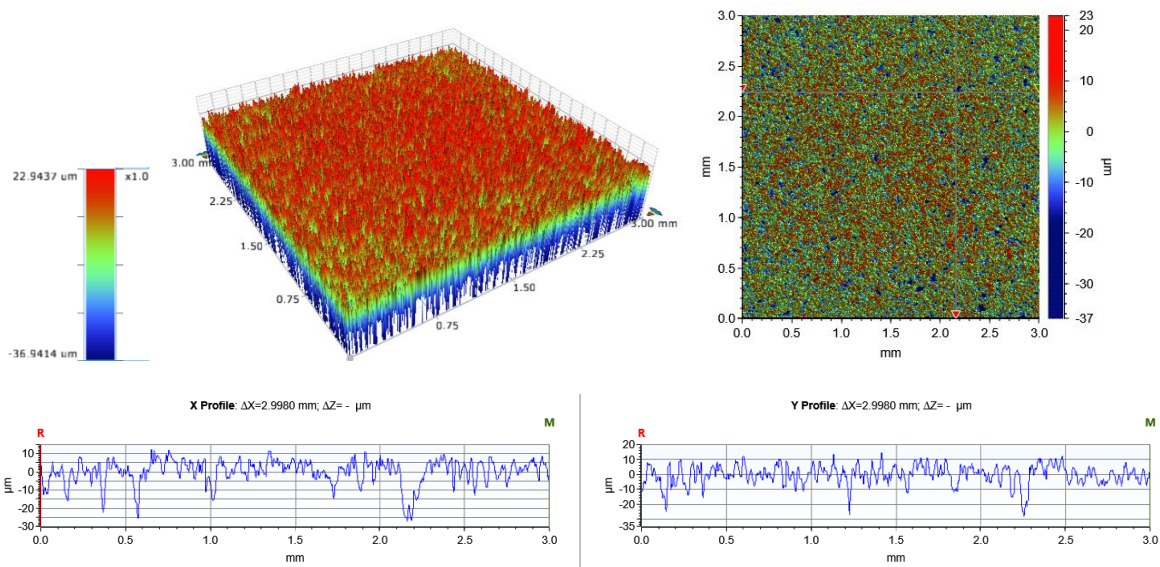 22.9437 um
x1.0
-36.9414 um
3.00 mm
2.25
1.50
0.75
0.75
1.50
2.25
3.00 mm
3.0
2.5
2.0
1.5
1.0
0.5
0.0
mm
0.0 0.5 1.0 1.5 2.0 2.5 3.0
mm
23
20
10
0
-10
-20
-30
-37
µm
X Profile: ΔX=2.9980 mm; ΔZ= - µm
R
M
10
0
-10
-20
-30
µm
0.0 0.5 1.0 1.5 2.0 2.5 3.0
mm
Y Profile: ΔX=2.9980 mm; ΔZ= - µm
R
M
20
10
0
-10
-20
-35
µm
0.0 0.5 1.0 1.5 2.0 2.5 3.0
mm